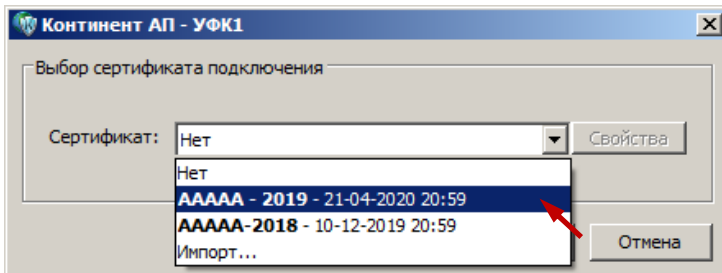 Континент АП - УФК1
Выбор сертификата подключения
Сертификат: Нет Свойства
Нет
ААААА - 2019 - 21-04-2020 20:59
ААААА-2018 - 10-12-2019 20:59
Импорт...
Отмена